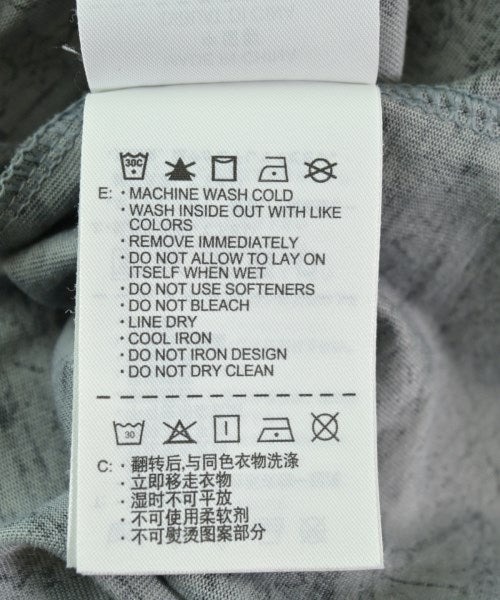 30C
E: · MACHINE WASH COLD
· WASH INSIDE OUT WITH LIKE
COLORS
· REMOVE IMMEDIATELY
· DO NOT ALLOW TO LAY ON
ITSELF WHEN WET
· DO NOT USE SOFTENERS
· DO NOT BLEACH
· LINE DRY
· COOL IRON
· DO NOT IRON DESIGN
· DO NOT DRY CLEAN
30
C: · 翻转后,与同色衣物洗涤
· 立即移走衣物
· 湿时不可平放
· 不可使用柔软剂
· 不可熨烫图案部分